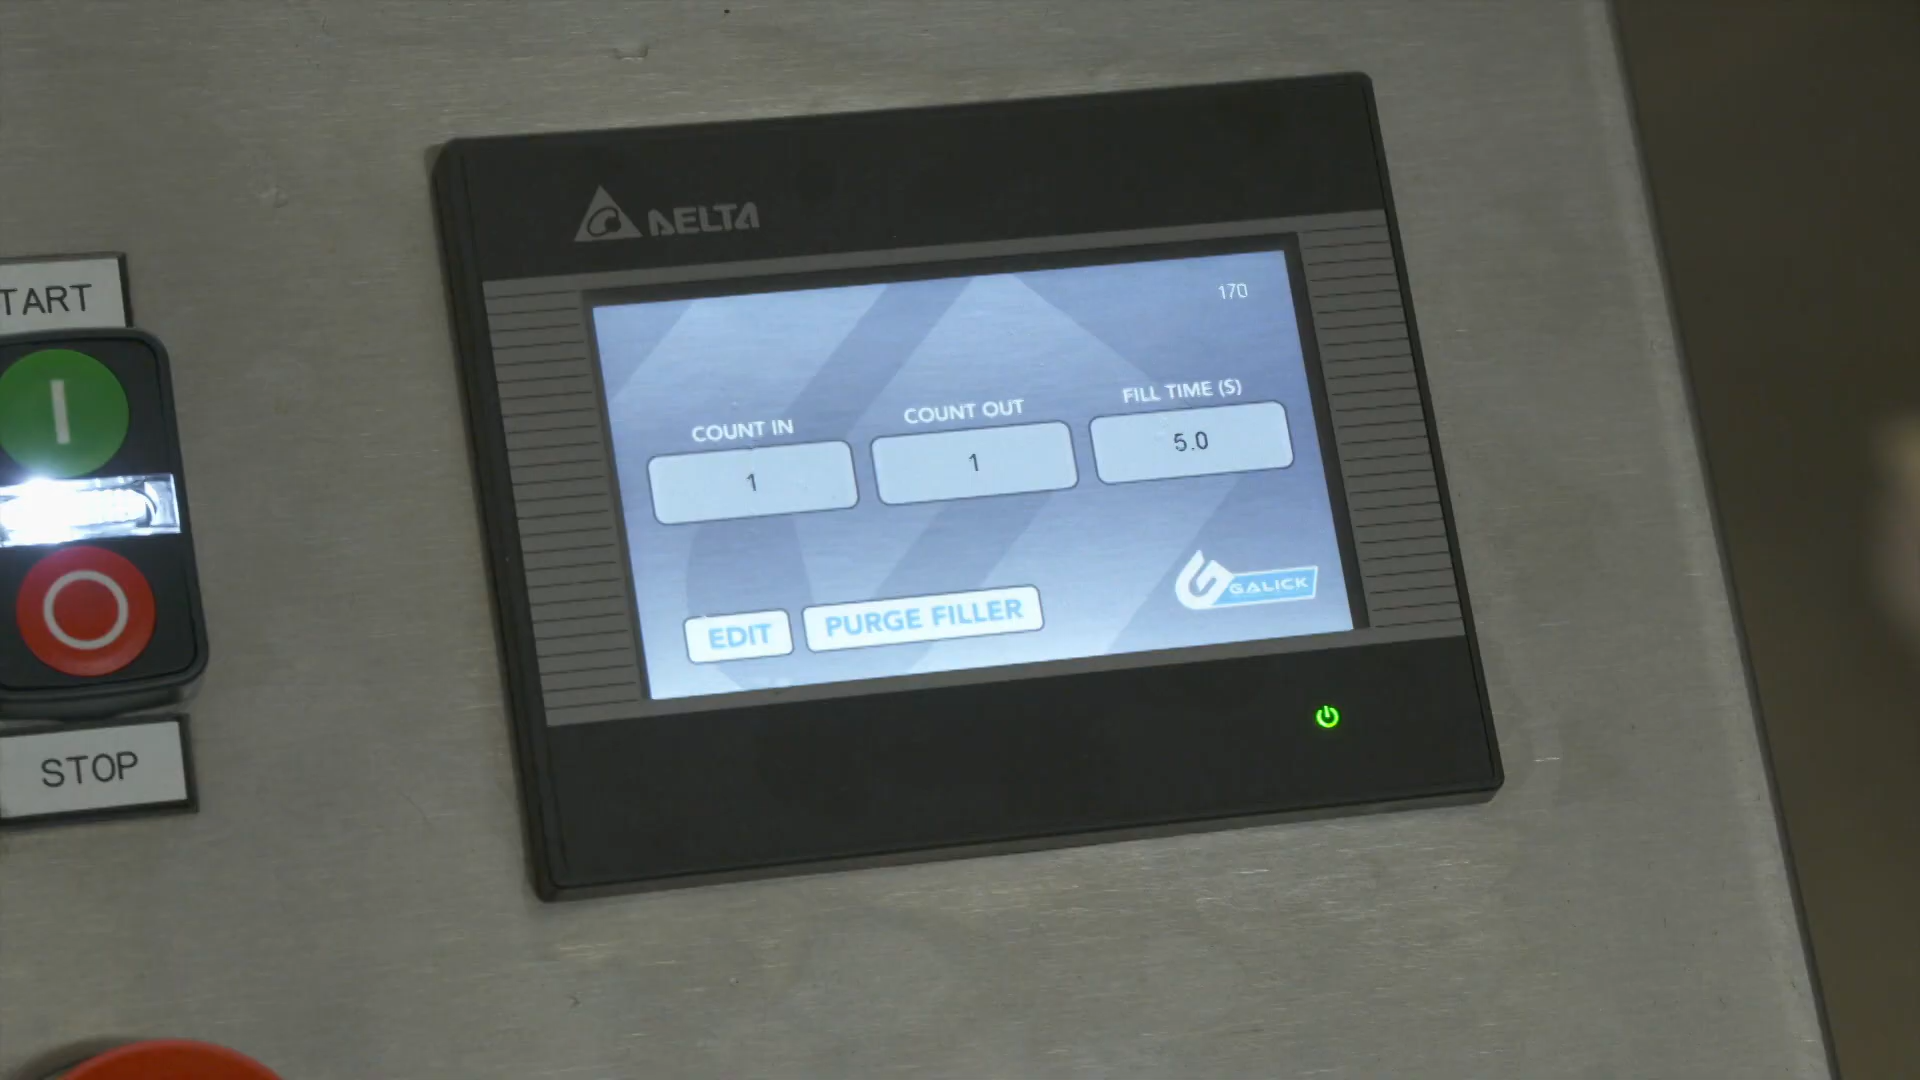 TART
STOP
DELTA
170
COUNT IN
COUNT OUT
FILL TIME (S)
1
1
5.0
EDIT
PURGE FILLER
GALICK